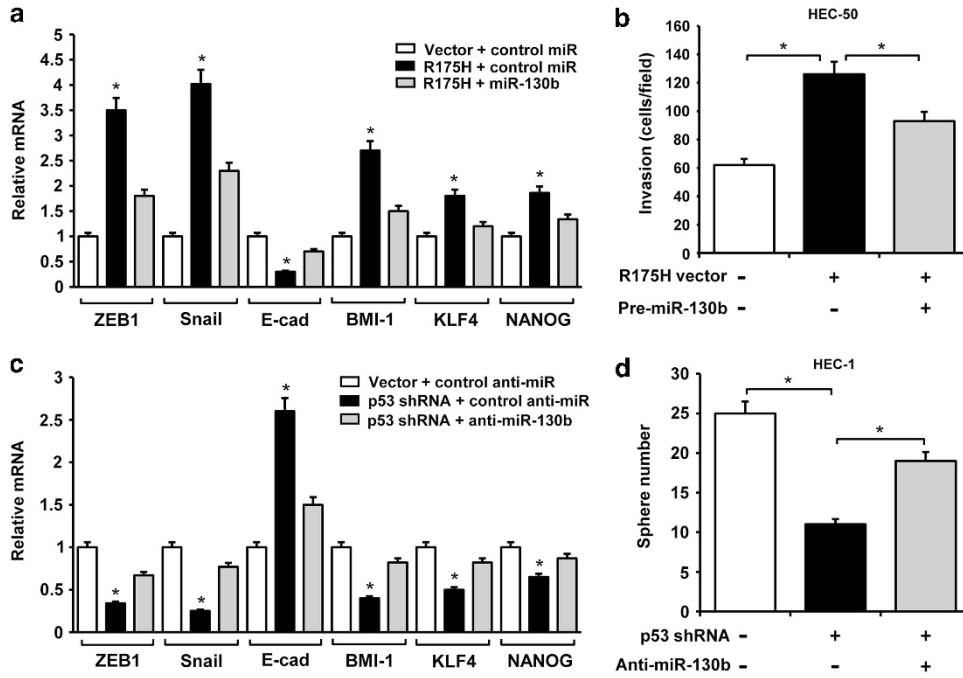 a
Relative mRNA
4.5
4
3.5
3
2.5
2
1.5
1
0.5
0
Vector + control miR
R175H + control miR
R175H + miR-130b
* * * * * *
ZEB1 Snail E-cad BMI-1 KLF4 NANOG
b
HEC-50
Invasion (cells/field)
160
140
120
100
80
60
40
20
0
* *
R175H vector - + +
Pre-miR-130b - - +
c
Relative mRNA
3
2.5
2
1.5
1
0.5
0
Vector + control anti-miR
p53 shRNA + control anti-miR
p53 shRNA + anti-miR-130b
* * * * * *
ZEB1 Snail E-cad BMI-1 KLF4 NANOG
d
HEC-1
Sphere number
30
25
20
15
10
5
0
* *
p53 shRNA - + +
Anti-miR-130b - - +